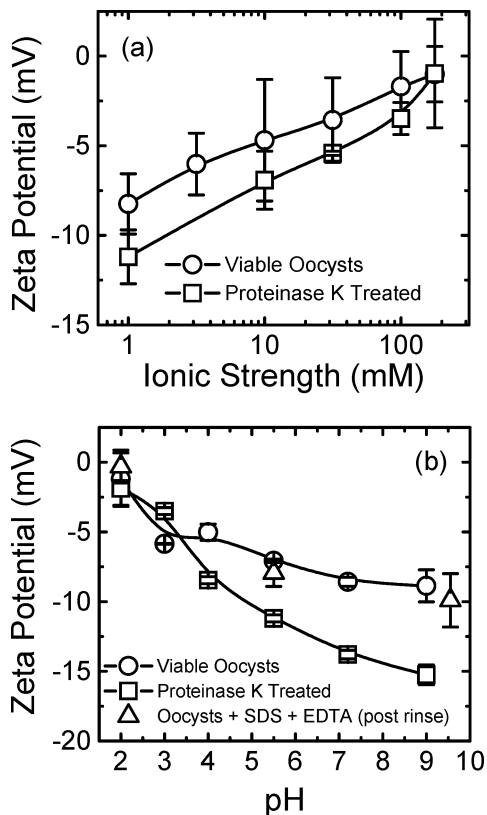 (a)
0
-5
-10
-15
Zeta Potential (mV)
Viable Oocysts
Proteinase K Treated
1 10 100
Ionic Strength (mM)
(b)
0
-5
-10
-15
-20
Zeta Potential (mV)
Viable Oocysts
Proteinase K Treated
Oocysts + SDS + EDTA (post rinse)
2 3 4 5 6 7 8 9 10
pH